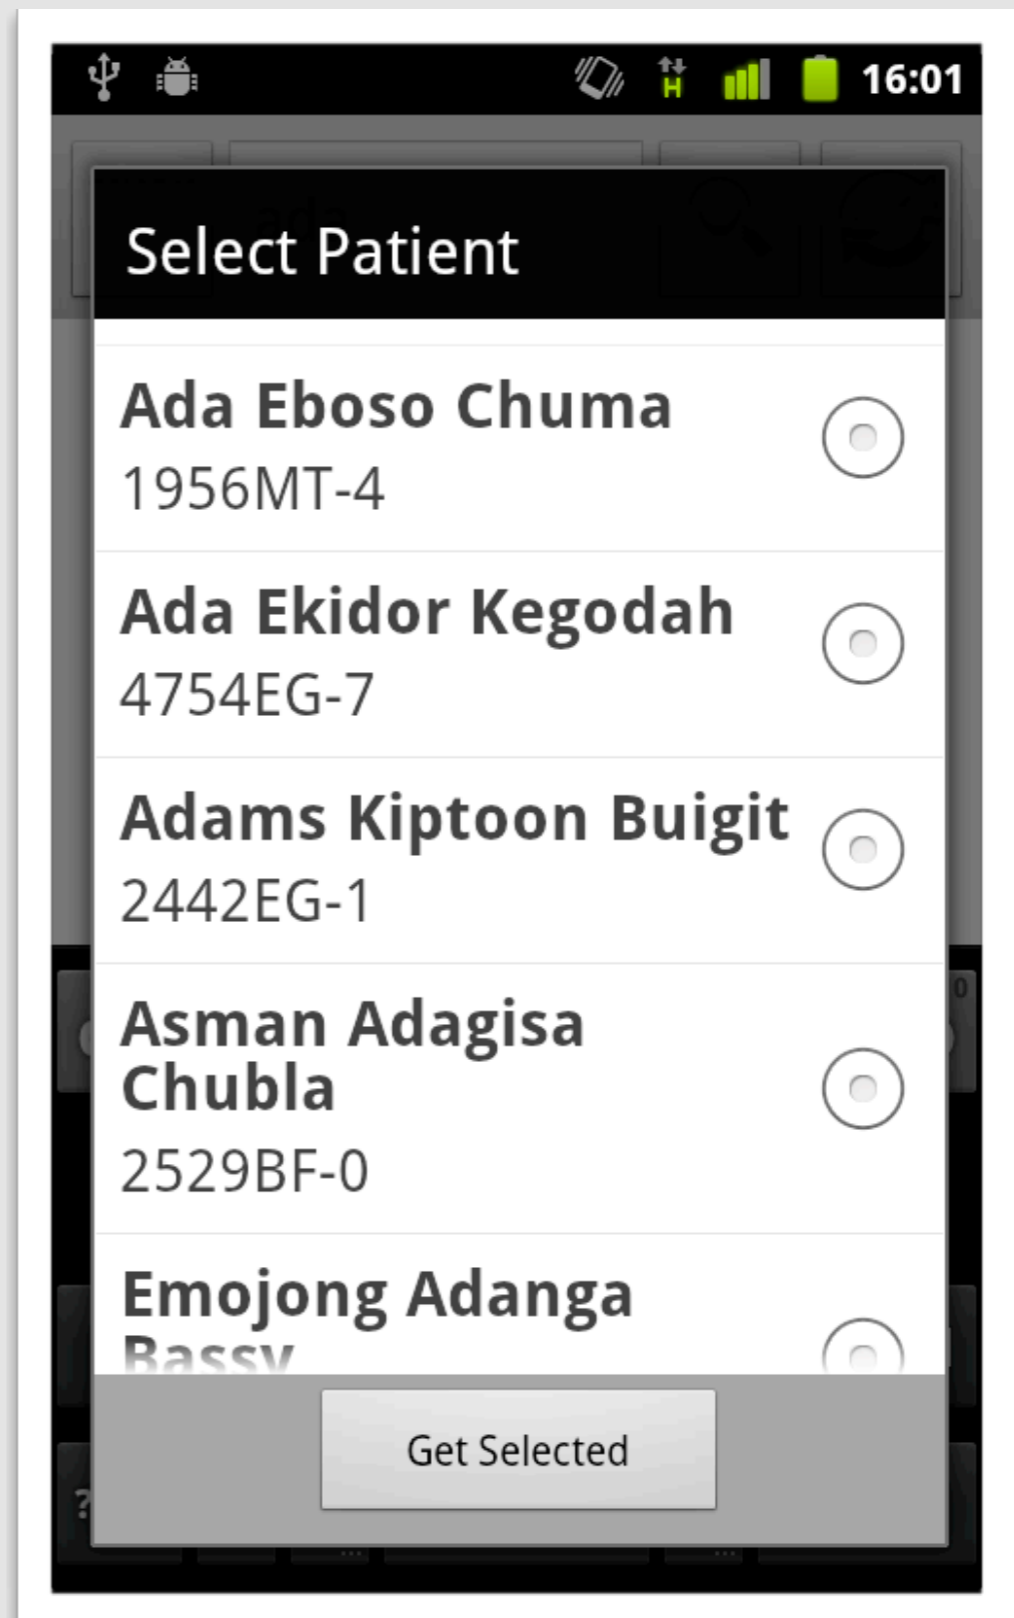 16:01
Select Patient
Ada Eboso Chuma
1956MT-4
Ada Ekidor Kegodah
4754EG-7
Adams Kiptoon Buigit
2442EG-1
Asman Adagisa
Chubla
2529BF-0
Emojong Adanga
Bassy
Get Selected